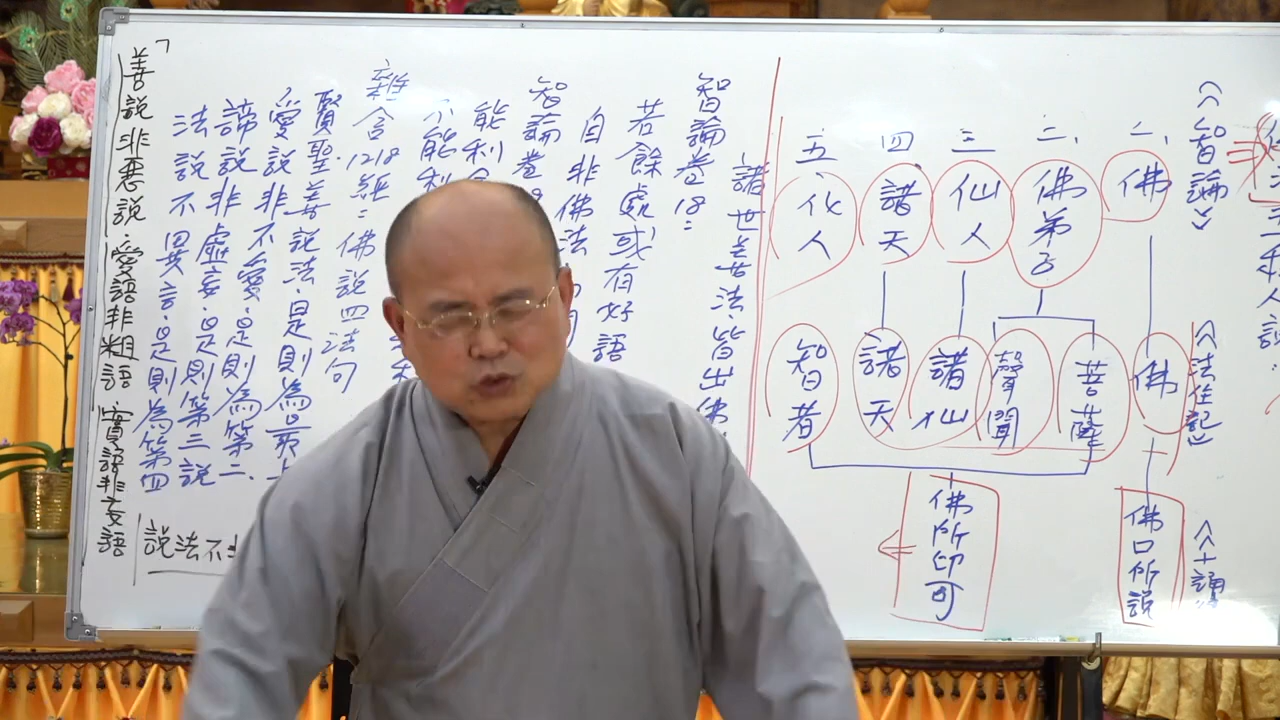 《智論》
一、佛
二、佛弟子
三、仙人
四、諸天
五、化人
《法住記》
佛
菩薩
聲聞
諸仙
諸天
智者
《十誦
佛口所說
佛所印可
諸世善法皆出佛
智論卷18：
若餘處或有好語
自非佛法
智論卷
能利
不能利
雜含1218經：佛說四法句
賢聖善說法．是則為最上
愛說非不愛．是則為第二
諦說非虛妄．是則第三說
法說不異言．是則為第四
「善說非惡說．愛語非粗語 實語非妄語
說法不